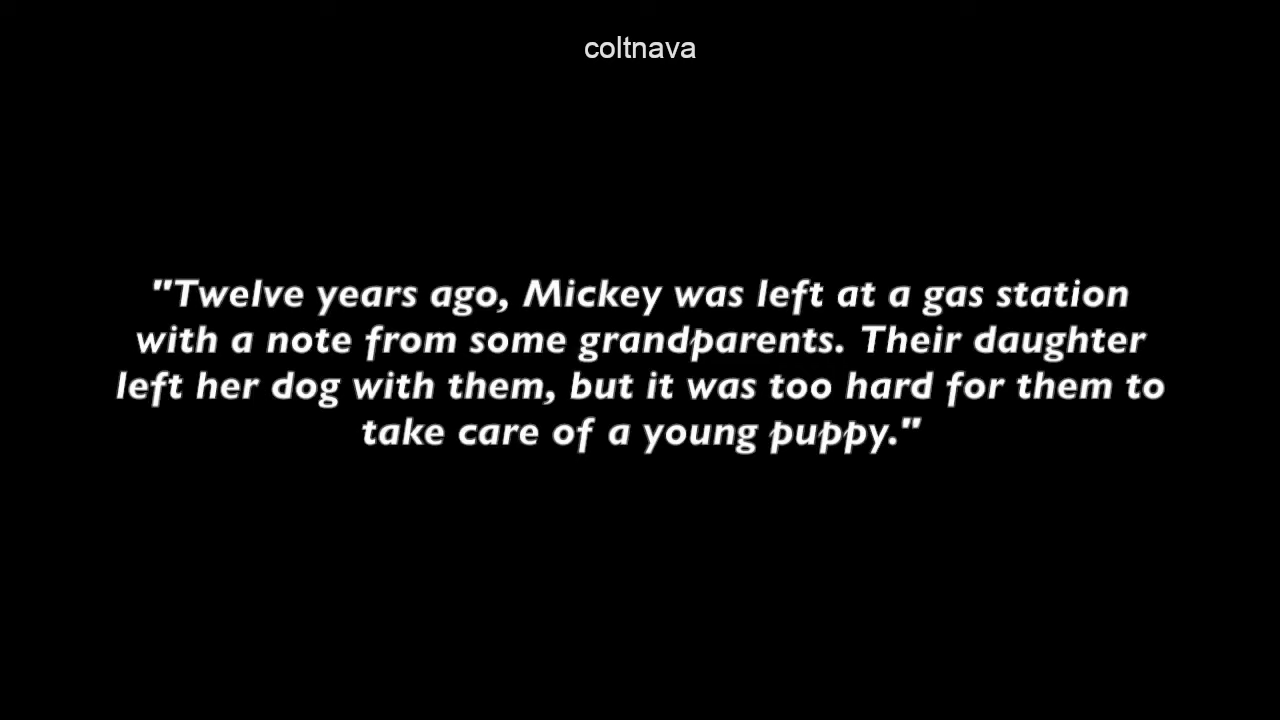 coltnava
"Twelve years ago, Mickey was left at a gas station
with a note from some grandparents. Their daughter
left her dog with them, but it was too hard for them to
take care of a young puppy."